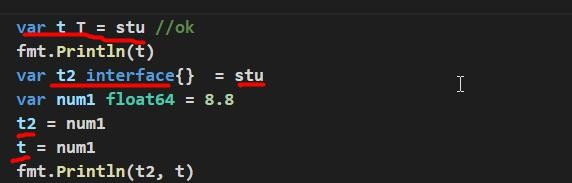 var t T = stu //ok
fmt.Println(t)
var t2 interface{}  = stu
var num1 float64 = 8.8
t2 = num1
t = num1
fmt.Println(t2, t)